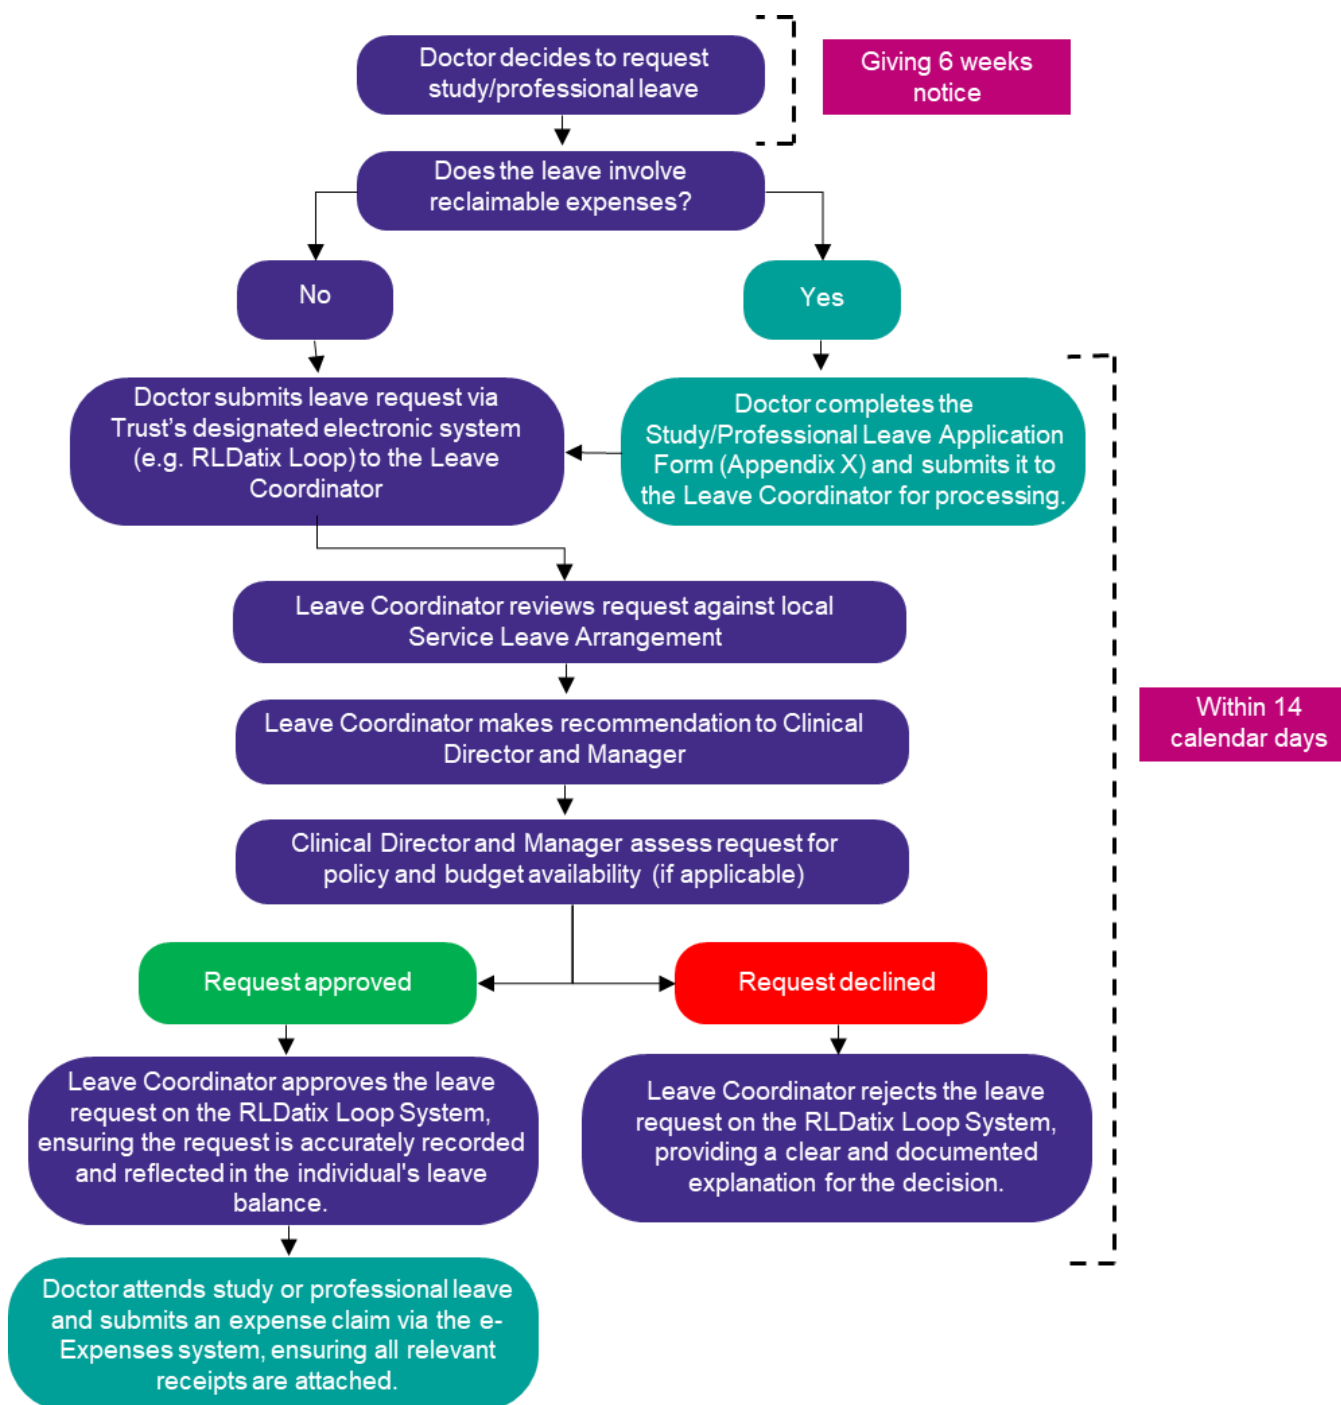 Doctor decides to request
study/professional leave
Giving 6 weeks
notice
Does the leave involve
reclaimable expenses?
No
Yes
Doctor submits leave request via
Trust's designated electronic system
(e.g. RLDatix Loop) to the Leave
Coordinator
Doctor completes the
Study/Professional Leave Application
Form (Appendix X) and submits it to
the Leave Coordinator for processing.
Leave Coordinator reviews request against local
Service Leave Arrangement
Leave Coordinator makes recommendation to Clinical
Director and Manager
Within 14
calendar days
Clinical Director and Manager assess request for
policy and budget availability (if applicable)
Request approved
Request declined
Leave Coordinator approves the leave
request on the RLDatix Loop System,
ensuring the request is accurately recorded
and reflected in the individual's leave
balance.
Leave Coordinator rejects the leave
request on the RLDatix Loop System,
providing a clear and documented
explanation for the decision.
Doctor attends study or professional leave
and submits an expense claim via the e-
Expenses system, ensuring all relevant
receipts are attached.